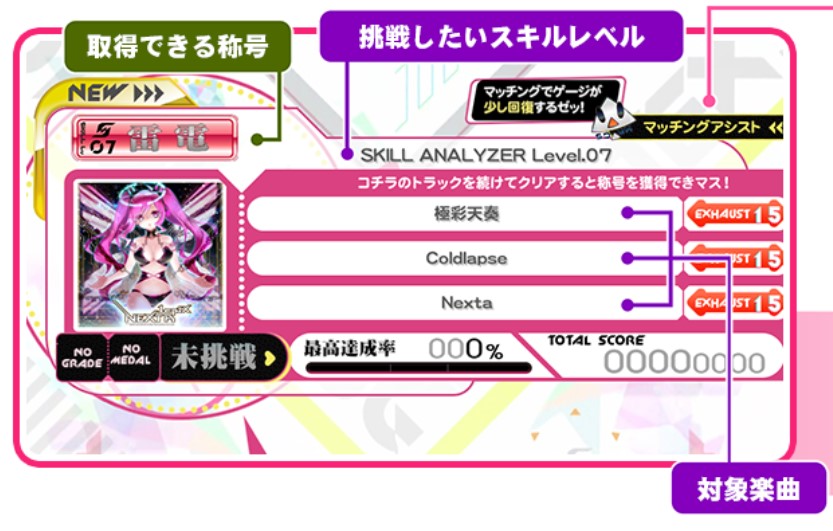 取得できる称号
挑戦したいスキルレベル
NEW
マッチングでゲージが
少し回復するゼッ!
マッチングアシスト
07 雷電
SKILL ANALYZER Level.07
コチラのトラックを続けてクリアすると称号を獲得できマス!
極彩天奏
EXHAUST 15
Coldlapse
UST 15
Nexta
EXHAUST 15
NEXTA
NO GRADE
NO MEDAL
未挑戦
最高達成率 000%
TOTAL SCORE
00000000
対象楽曲